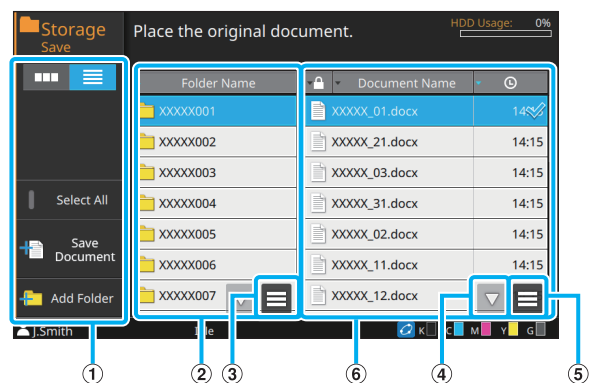 Storage
Save
Place the original document.
HDD Usage: 0%
Folder Name
Document Name
XXXXX001
XXXXX_01.docx
XXXXX002
XXXXX_21.docx 14:15
XXXXX003
XXXXX_03.docx 14:15
Select All
XXXXX004
XXXXX_31.docx 14:15
Save
Document
XXXXX005
XXXXX_02.docx 14:15
XXXXX006
XXXXX_11.docx 14:15
Add Folder
XXXXX007
XXXXX_12.docx
J.Smith
K C M Y G
1 2 3 6 4 5